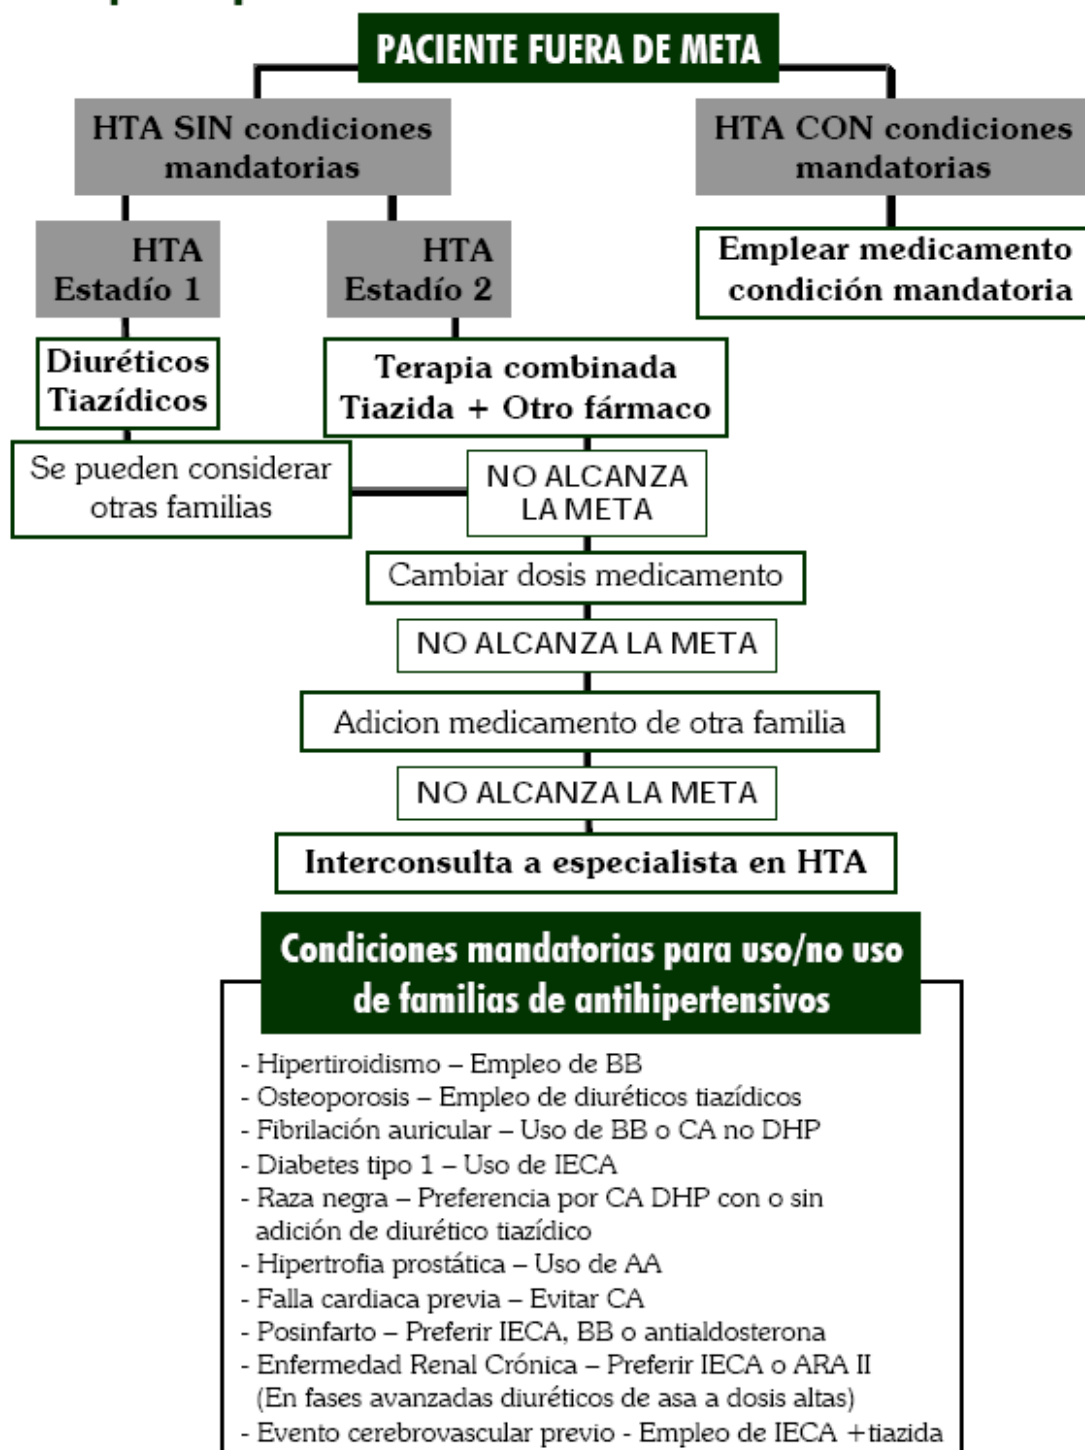 PACIENTE FUERA DE META
HTA SIN condiciones
mandatorias
HTA CON condiciones
mandatorias
HTA
Estadío 1
HTA
Estadío 2
Emplear medicamento
condición mandatoria
Diuréticos
Tiazídicos
Terapia combinada
Tiazida + Otro fármaco
Se pueden considerar
otras familias
NO ALCANZA
LA META
Cambiar dosis medicamento
NO ALCANZA LA META
Adicion medicamento de otra familia
NO ALCANZA LA META
Interconsulta a especialista en HTA
Condiciones mandatorias para uso/no uso
de familias de antihipertensivos
- Hipertiroidismo – Empleo de BB
- Osteoporosis – Empleo de diuréticos tiazídicos
- Fibrilación auricular – Uso de BB o CA no DHP
- Diabetes tipo 1 – Uso de IECA
- Raza negra – Preferencia por CA DHP con o sin
adición de diurético tiazídico
- Hipertrofia prostática – Uso de AA
- Falla cardiaca previa – Evitar CA
- Posinfarto – Preferir IECA, BB o antialdosterona
- Enfermedad Renal Crónica – Preferir IECA o ARA II
(En fases avanzadas diuréticos de asa a dosis altas)
- Evento cerebrovascular previo - Empleo de IECA +tiazida